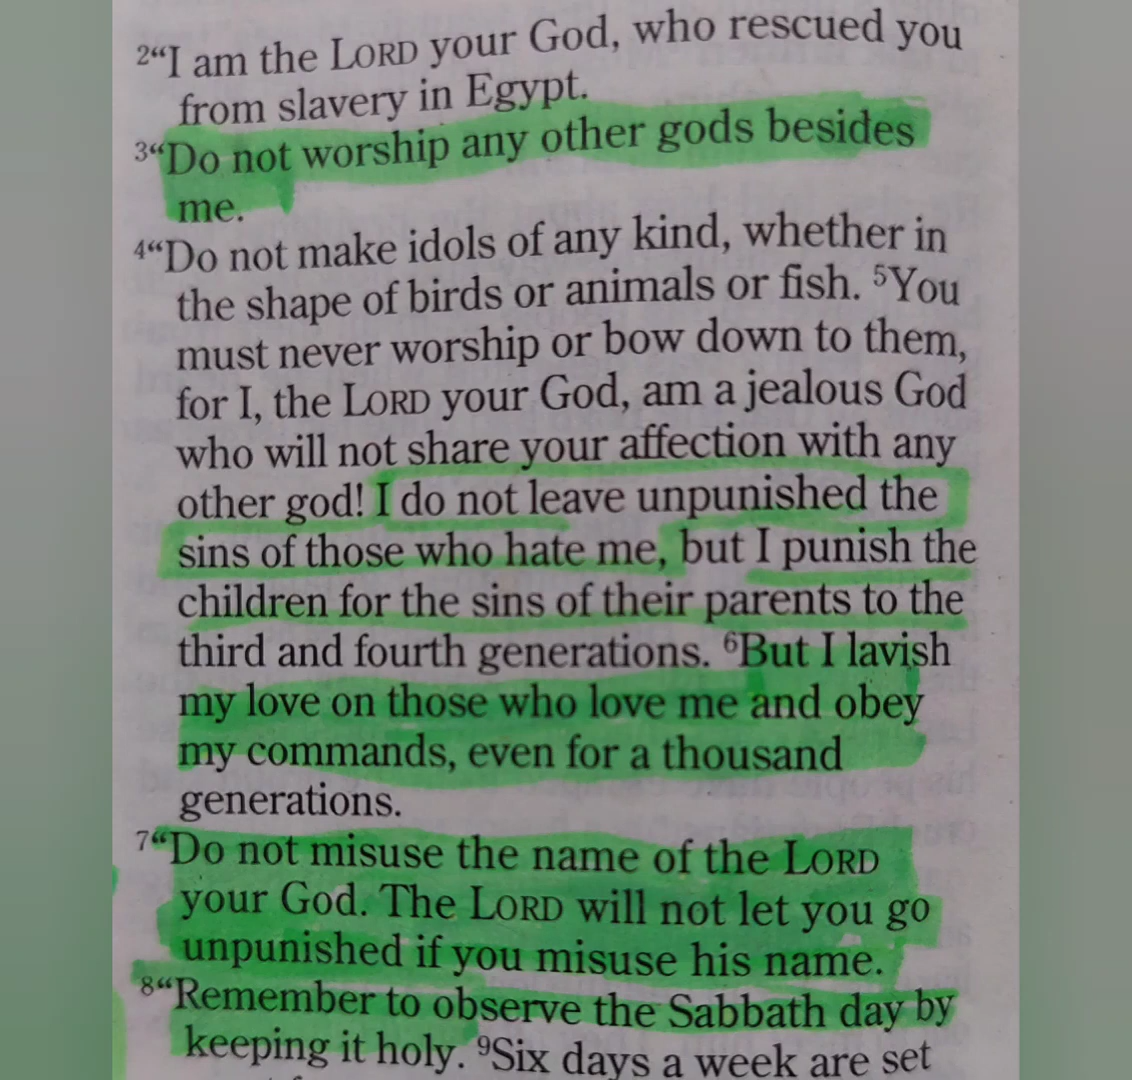 2“I am the LORD your God, who rescued you
from slavery in Egypt.
3“Do not worship any other gods besides
me.
4“Do not make idols of any kind, whether in
the shape of birds or animals or fish. 5You
must never worship or bow down to them,
for I, the LORD your God, am a jealous God
who will not share your affection with any
other god! I do not leave unpunished the
sins of those who hate me, but I punish the
children for the sins of their parents to the
third and fourth generations. 6But I lavish
my love on those who love me and obey
my commands, even for a thousand
generations.
7“Do not misuse the name of the LORD
your God. The LORD will not let you go
unpunished if you misuse his name.
8“Remember to observe the Sabbath day by
keeping it holy. 9Six days a week are set